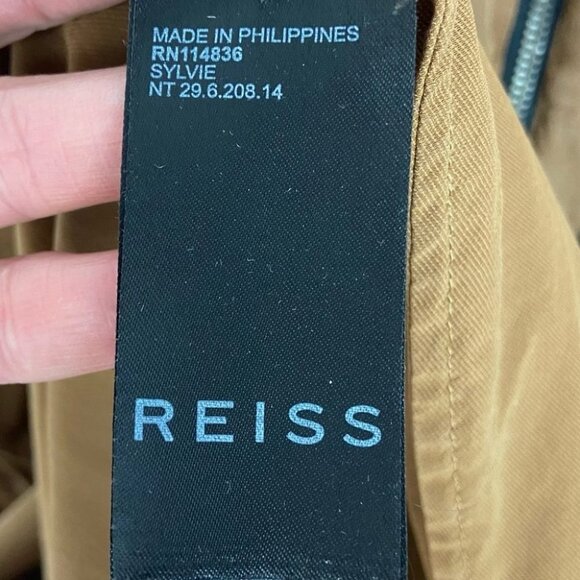 MADE IN PHILIPPINES
RN114836
SYLVIE
NT 29.6.208.14
REISS